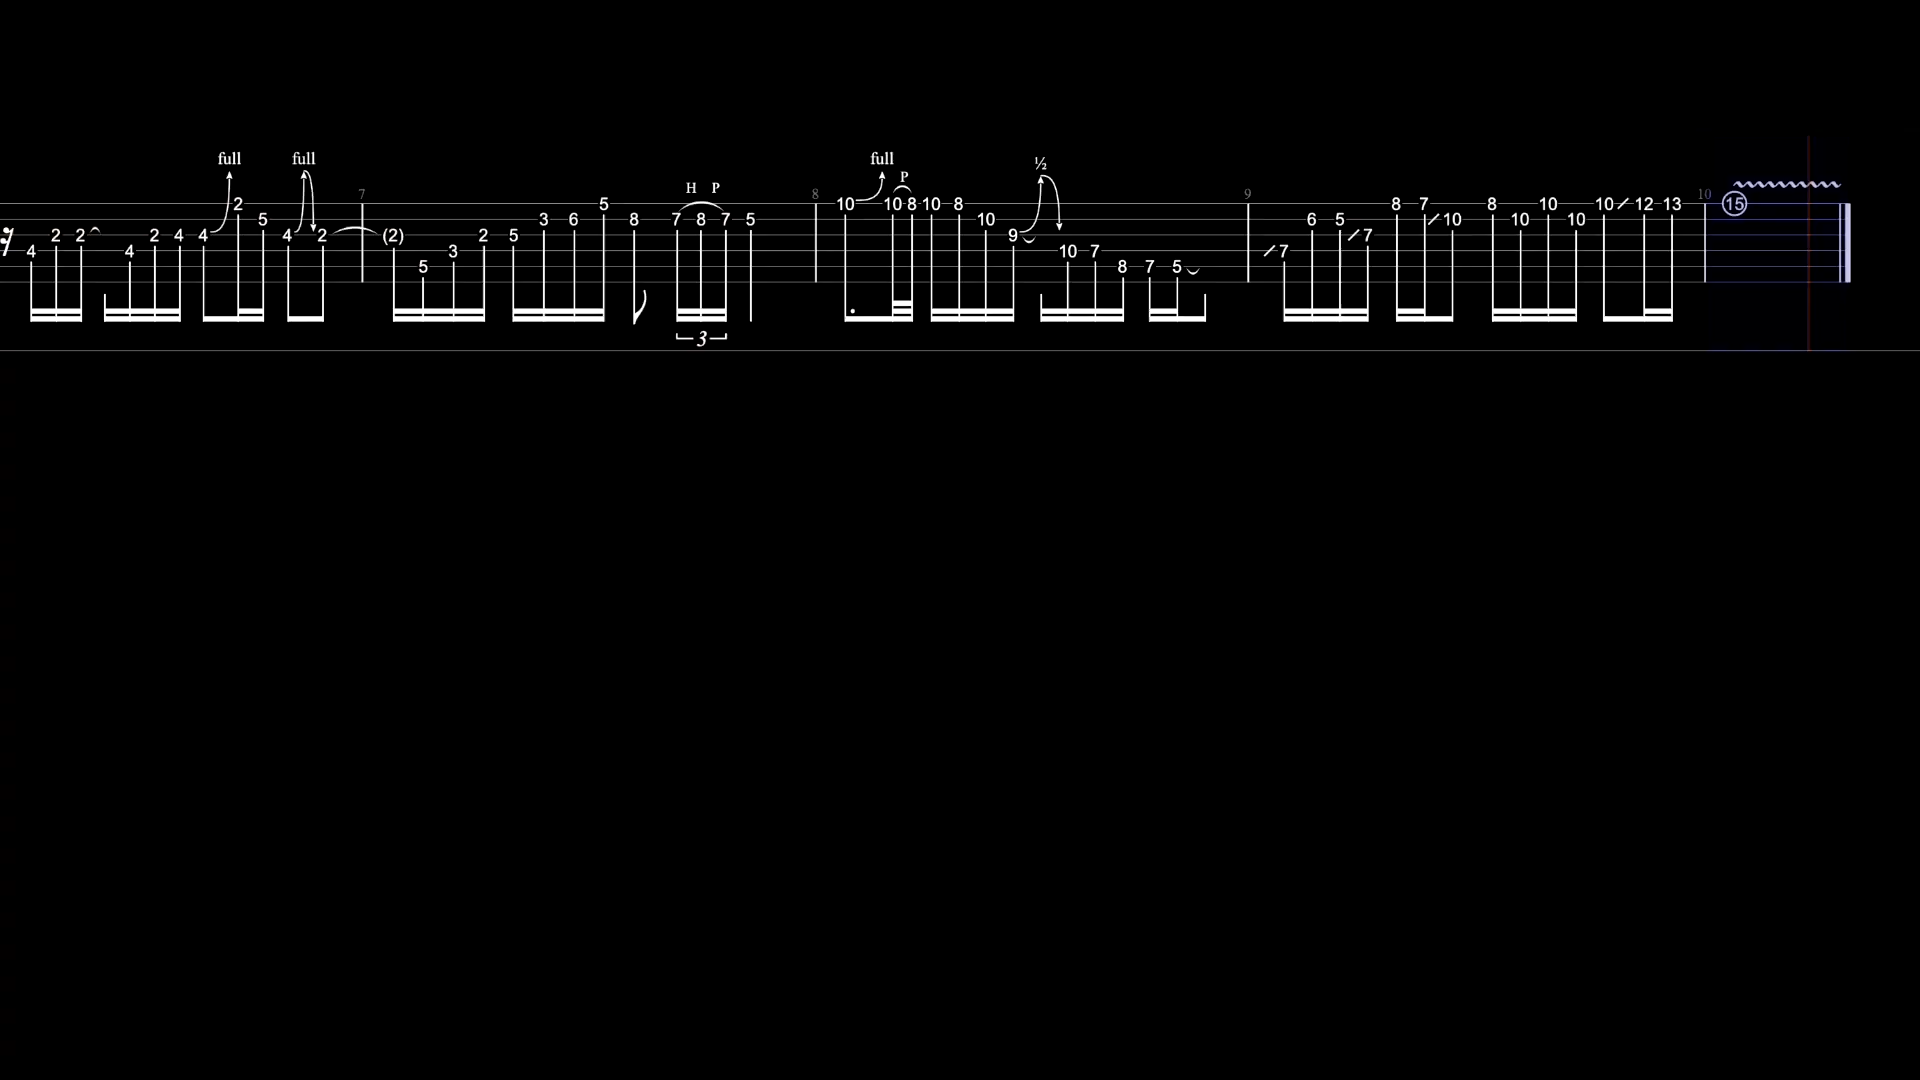 full full full ½
7 H P 8 P 9 10
2 5 10 10 8 10 8 8 7 8 10 10 12 13 15
5 3 6 8 7 8 7 5 10 6 5 10 10 10
2 2 2 4 4 4 2 (2) 2 5 9 7
4 4 3 10 7 7
5 8 7 5
3